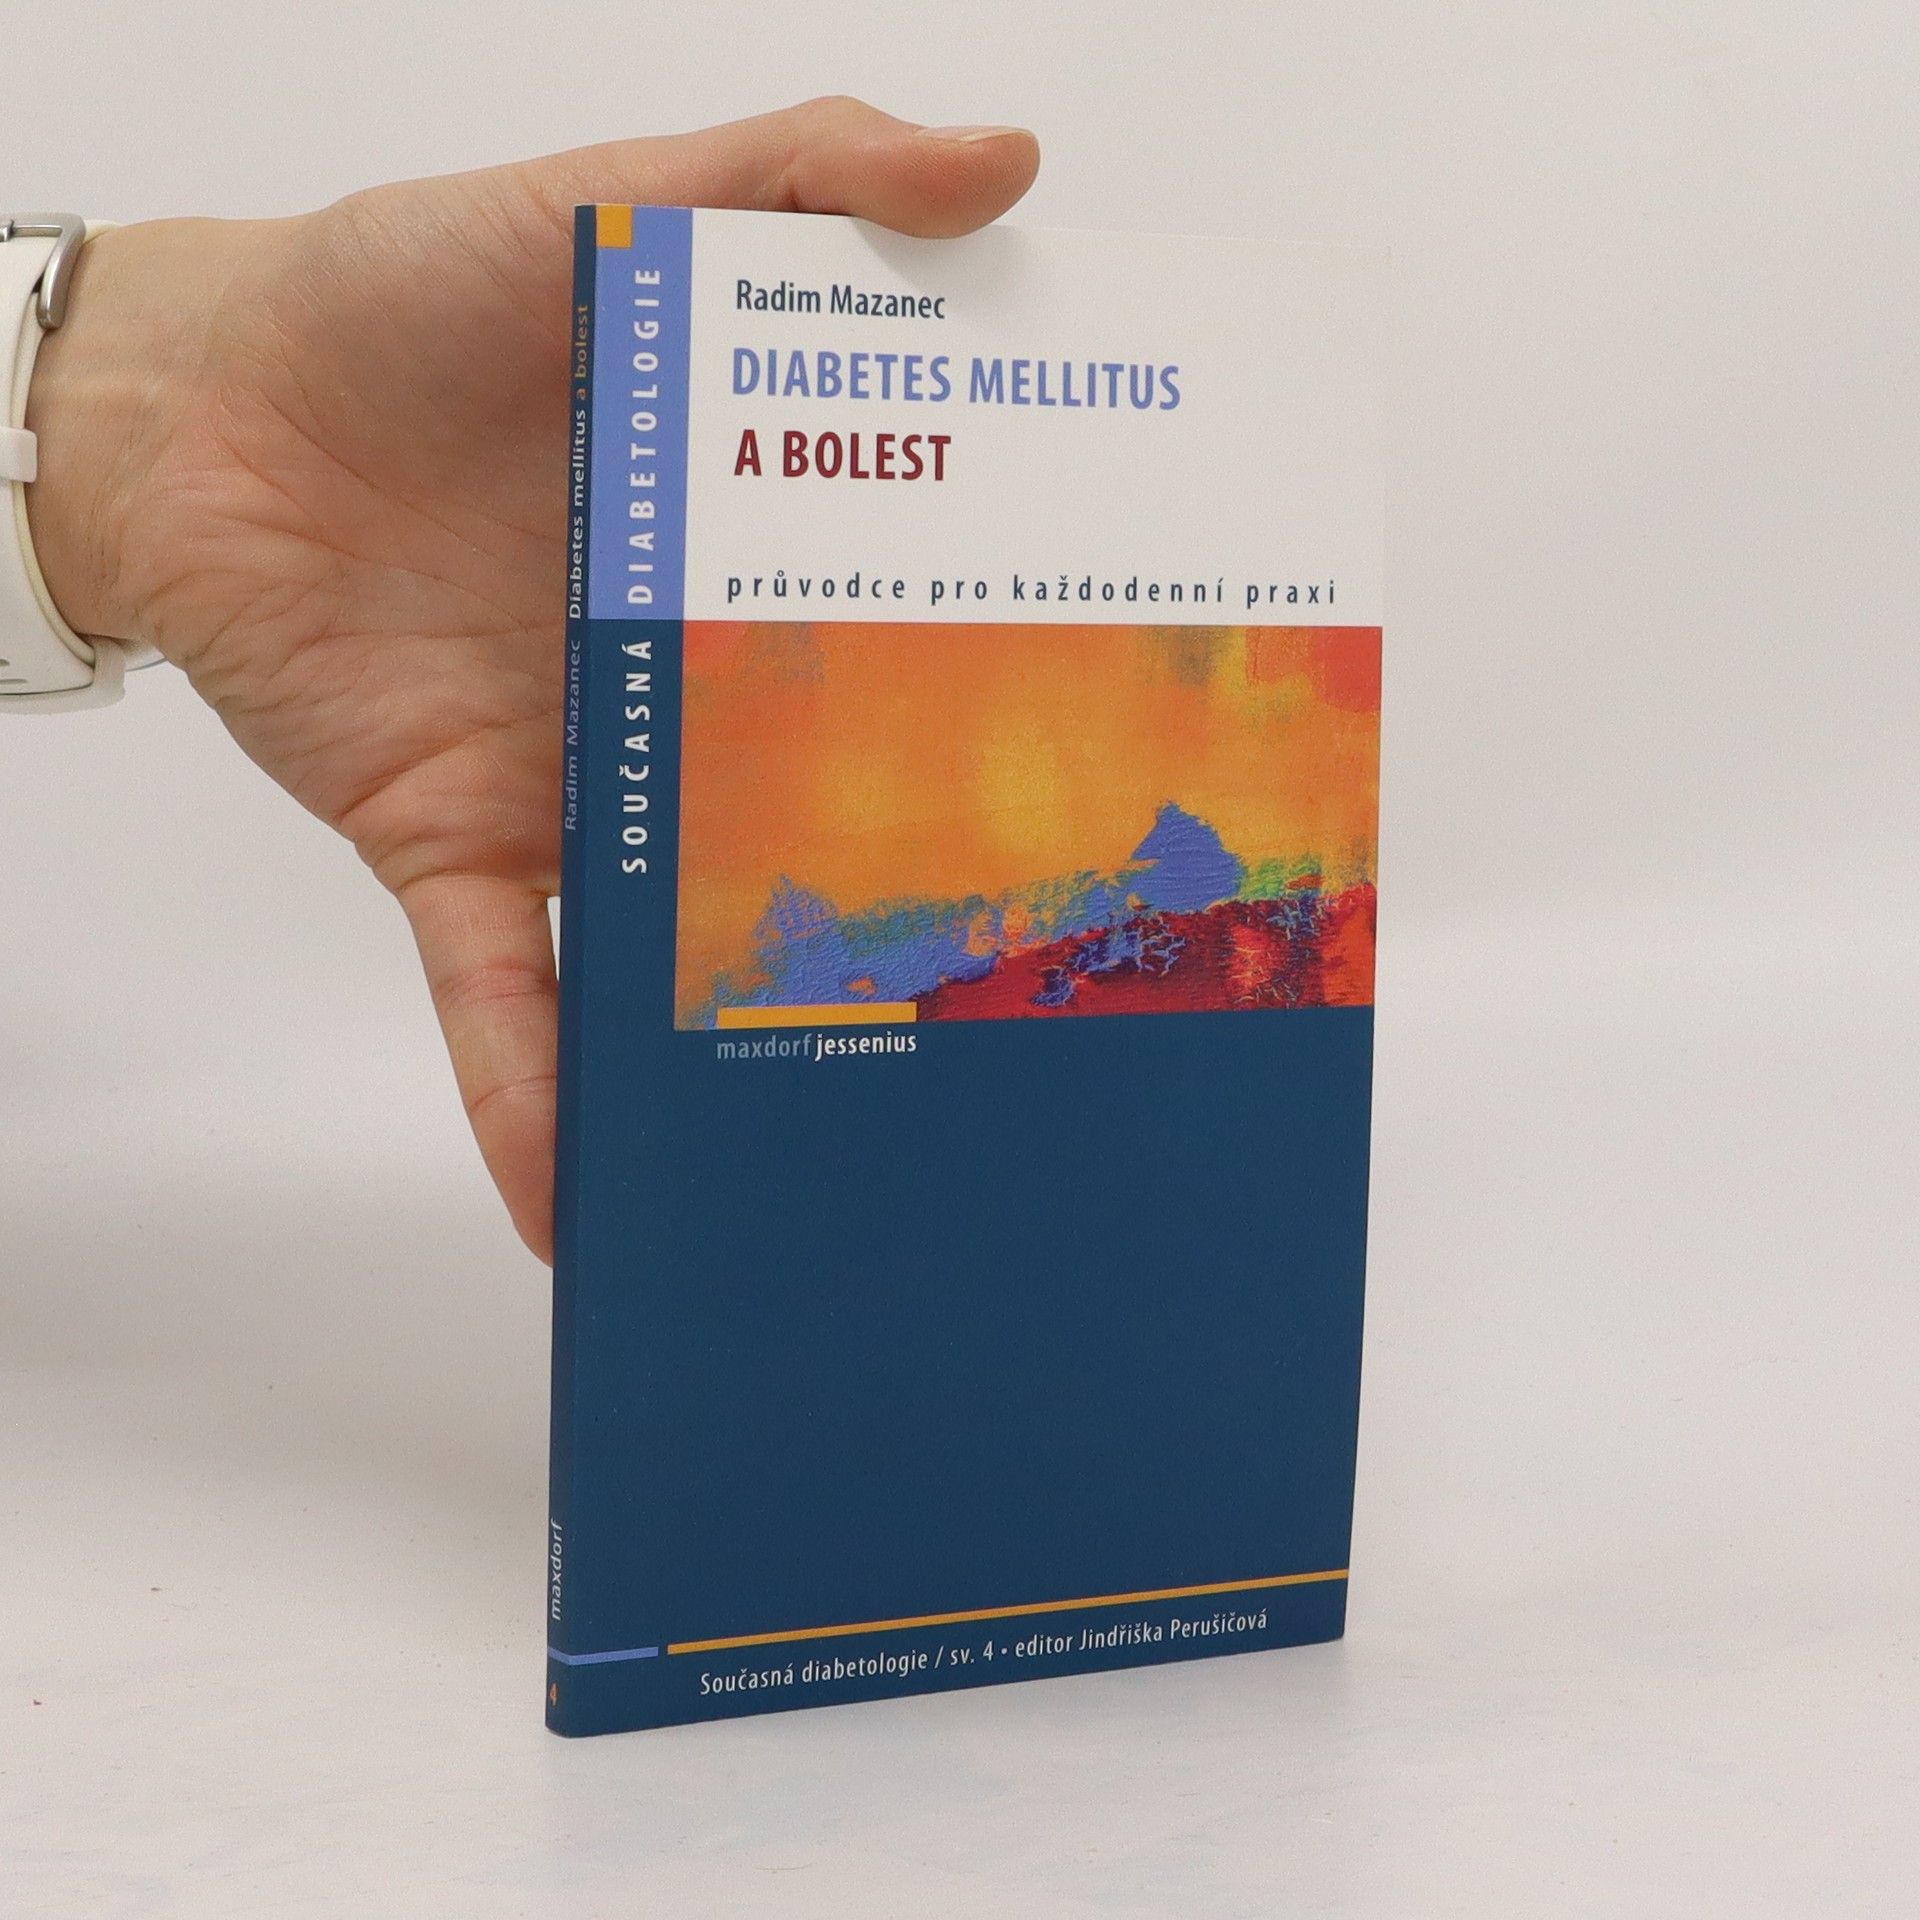 Radim Mazanec
DIABETES MELLITUS
A BOLEST
průvodce pro každodenní praxi
SOUČASNÁ DIABETOLOGIE
maxdorf jessenius
Současná diabetologie / sv. 4 • editor Jindřiška Perušičová
Radim Mazanec Diabetes mellitus a bolest
maxdorf
4